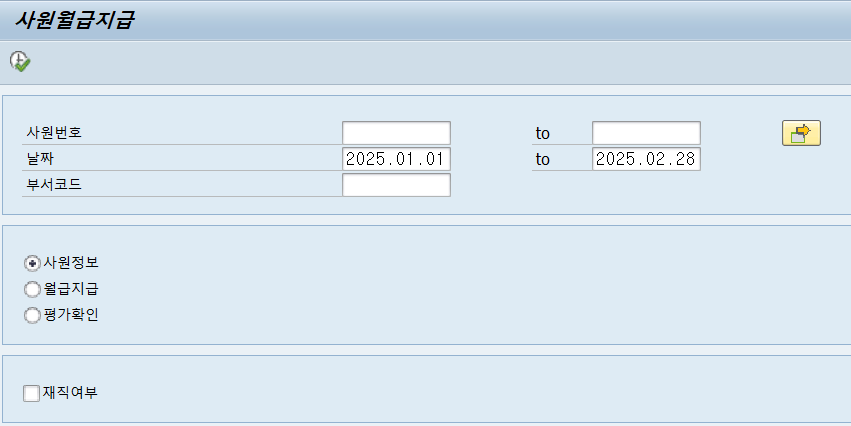 사원월급지급
사원번호 to
날짜 2025.01.01 to 2025.02.28
부서코드
사원정보
월급지급
평가확인
재직여부